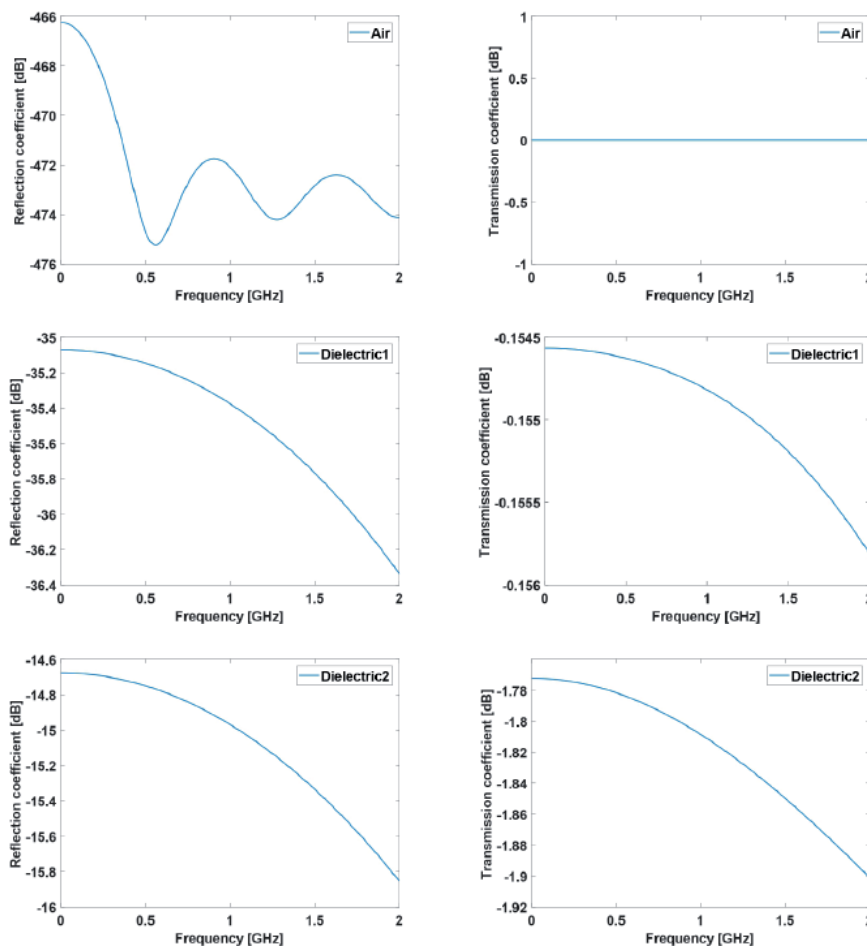 -466
-468
-470
-472
-474
-476
Reflection coefficient [dB]
0 0.5 1 1.5 2
Frequency [GHz]
Air
1
0.5
0
-0.5
-1
Transmission coefficient [dB]
0 0.5 1 1.5 2
Frequency [GHz]
Air
-35
-35.2
-35.4
-35.6
-35.8
-36
-36.2
-36.4
Reflection coefficient [dB]
0 0.5 1 1.5 2
Frequency [GHz]
Dielectric1
-0.1545
-0.155
-0.1555
-0.156
Transmission coefficient [dB]
0 0.5 1 1.5 2
Frequency [GHz]
Dielectric1
-14.6
-14.8
-15
-15.2
-15.4
-15.6
-15.8
-16
Reflection coefficient [dB]
0 0.5 1 1.5 2
Frequency [GHz]
Dielectric2
-1.78
-1.8
-1.82
-1.84
-1.86
-1.88
-1.9
-1.92
Transmission coefficient [dB]
0 0.5 1 1.5 2
Frequency [GHz]
Dielectric2